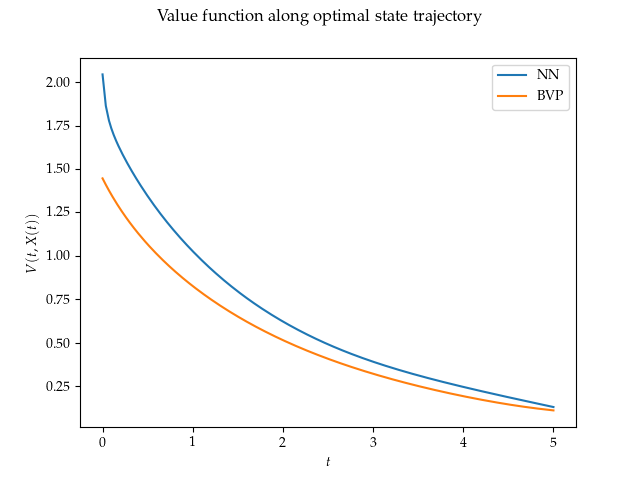 Value function along optimal state trajectory
NN
BVP
2.00
1.75
1.50
1.25
1.00
0.75
0.50
0.25
V(t, X(t))
0 1 2 3 4 5
t